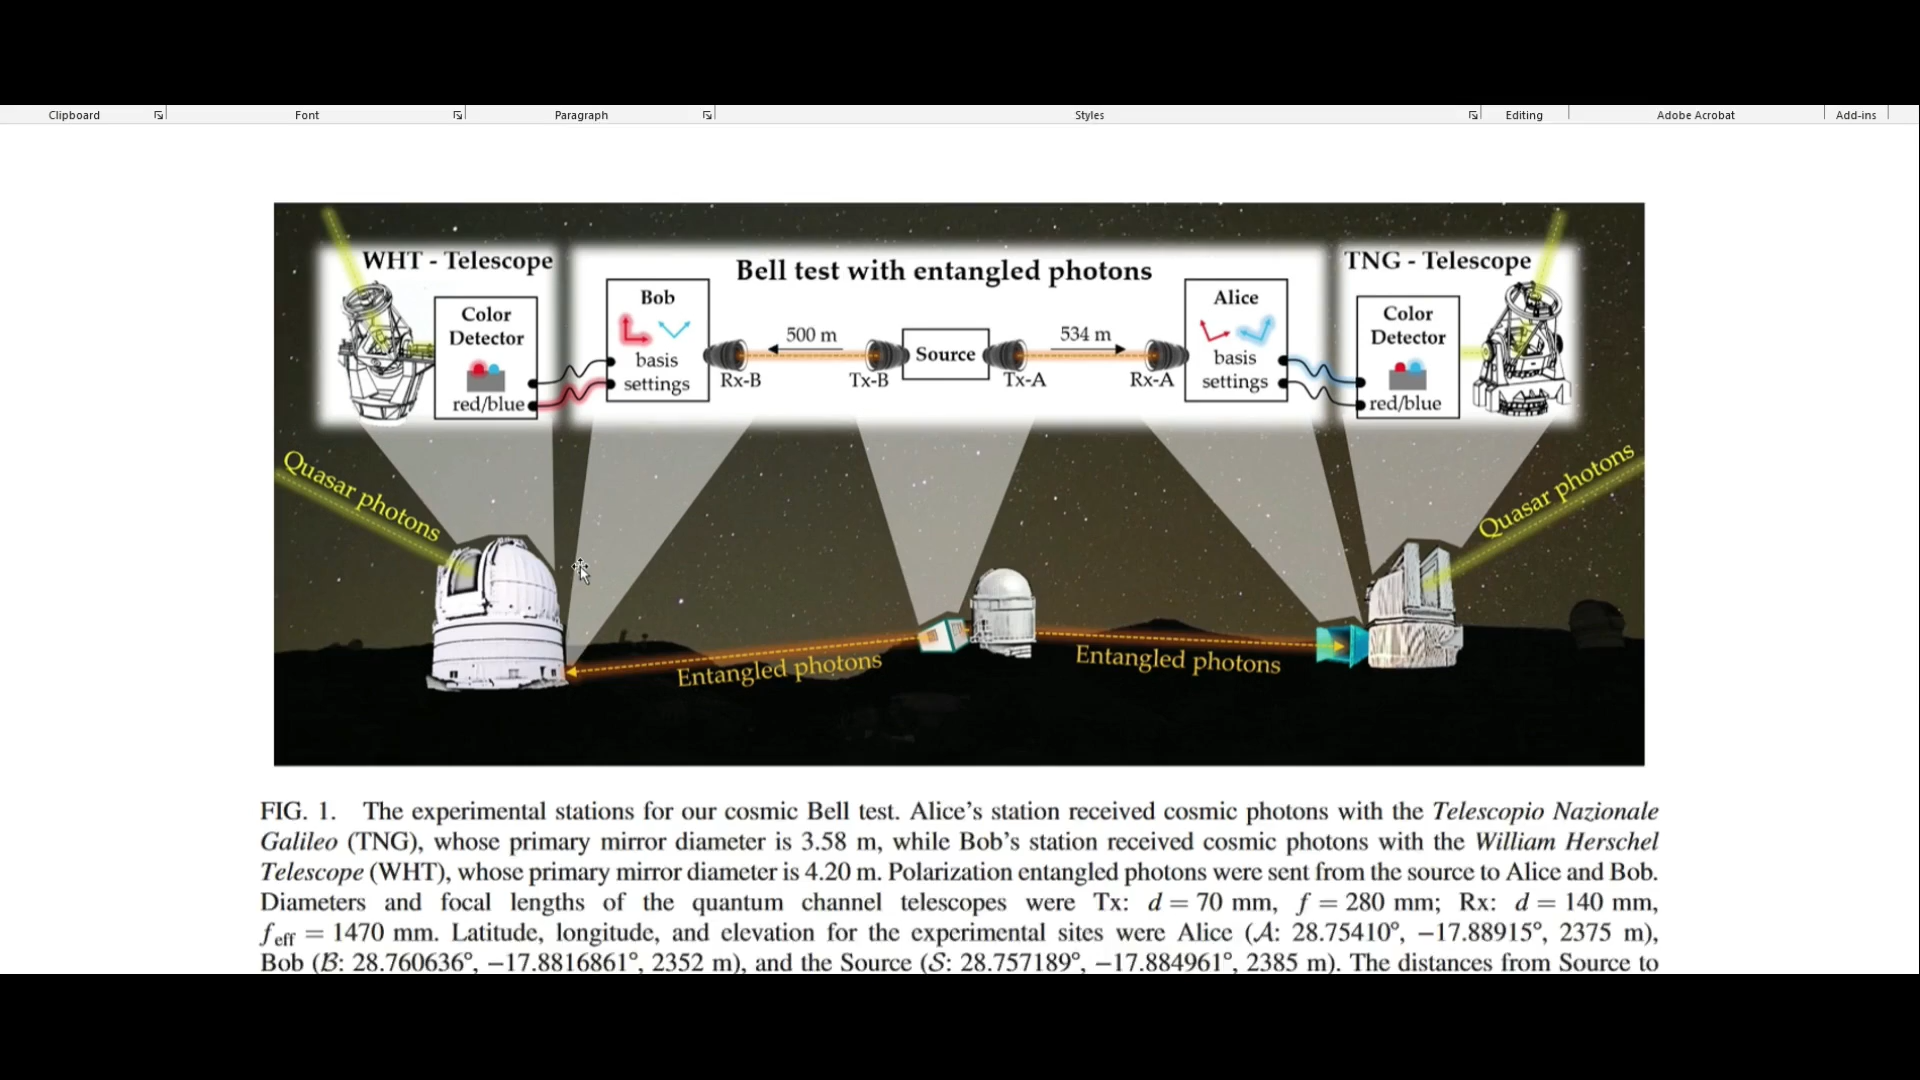 Clipboard
Font
Paragraph
Styles
Editing
Adobe Acrobat
Add-ins
WHT - Telescope
Bell test with entangled photons
TNG - Telescope
Color
Detector
red/blue
Bob
basis
settings
500 m
Rx-B
Tx-B
Source
534 m
Tx-A
Rx-A
Alice
basis
settings
Color
Detector
red/blue
Quasar photons
Quasar photons
Entangled photons
Entangled photons
FIG. 1. The experimental stations for our cosmic Bell test. Alice's station received cosmic photons with the Telescopio Nazionale
Galileo (TNG), whose primary mirror diameter is 3.58 m, while Bob's station received cosmic photons with the William Herschel
Telescope (WHT), whose primary mirror diameter is 4.20 m. Polarization entangled photons were sent from the source to Alice and Bob.
Diameters and focal lengths of the quantum channel telescopes were Tx: d = 70 mm, f = 280 mm; Rx: d = 140 mm,
f eff = 1470 mm. Latitude, longitude, and elevation for the experimental sites were Alice (A: 28.75410°, −17.88915°, 2375 m),
Bob (B: 28.760636°, −17.8816861°, 2352 m), and the Source (S: 28.757189°, −17.884961°, 2385 m). The distances from Source to